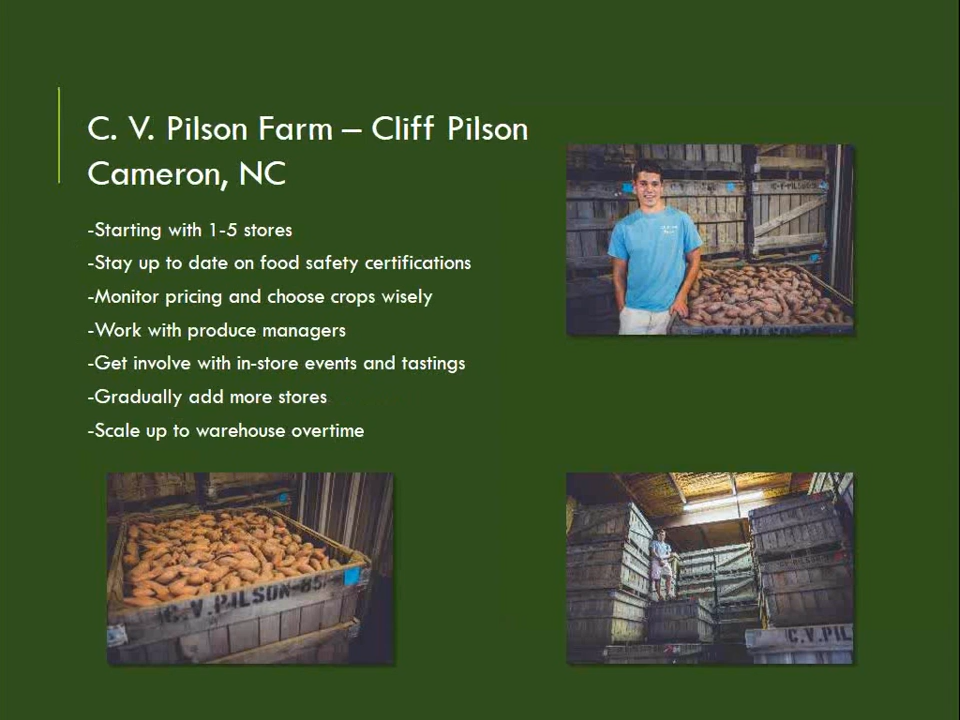 C. V. Pilson Farm – Cliff Pilson
Cameron, NC
-Starting with 1-5 stores
-Stay up to date on food safety certifications
-Monitor pricing and choose crops wisely
-Work with produce managers
-Get involve with in-store events and tastings
-Gradually add more stores
-Scale up to warehouse overtime
C.V.PILSON
C.V.PILSON-85
C.V.PIL